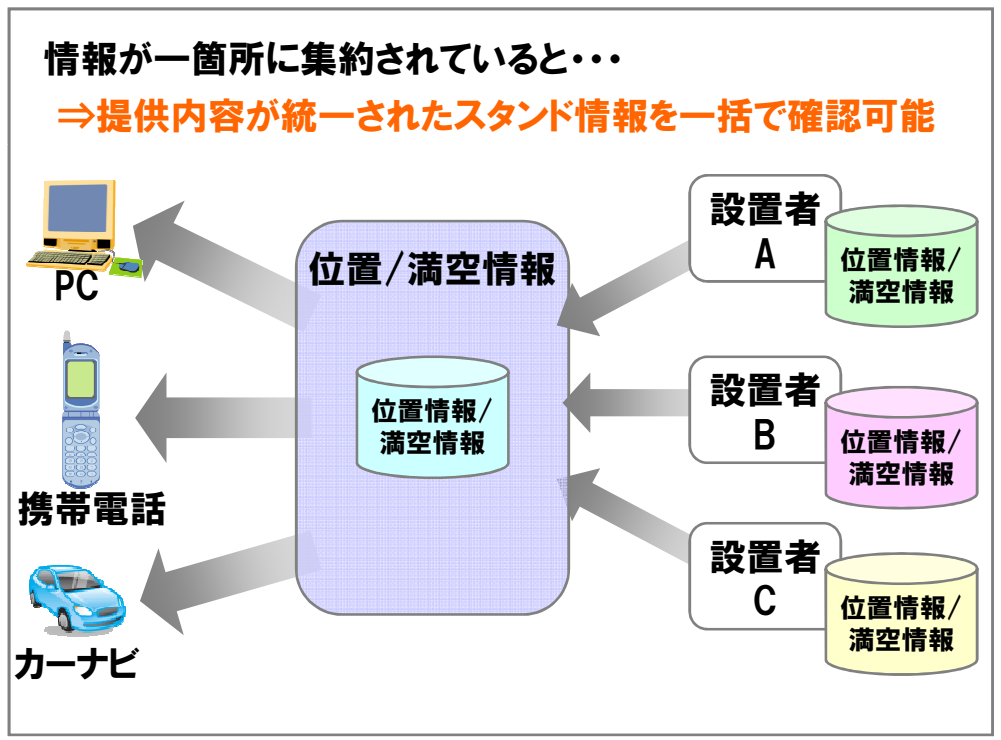 情報が一箇所に集約されていると・・・
⇒提供内容が統一されたスタンド情報を一括で確認可能
PC
携帯電話
カーナビ
位置/満空情報
位置情報/
満空情報
設置者
A
位置情報/
満空情報
設置者
B
位置情報/
満空情報
設置者
C
位置情報/
満空情報